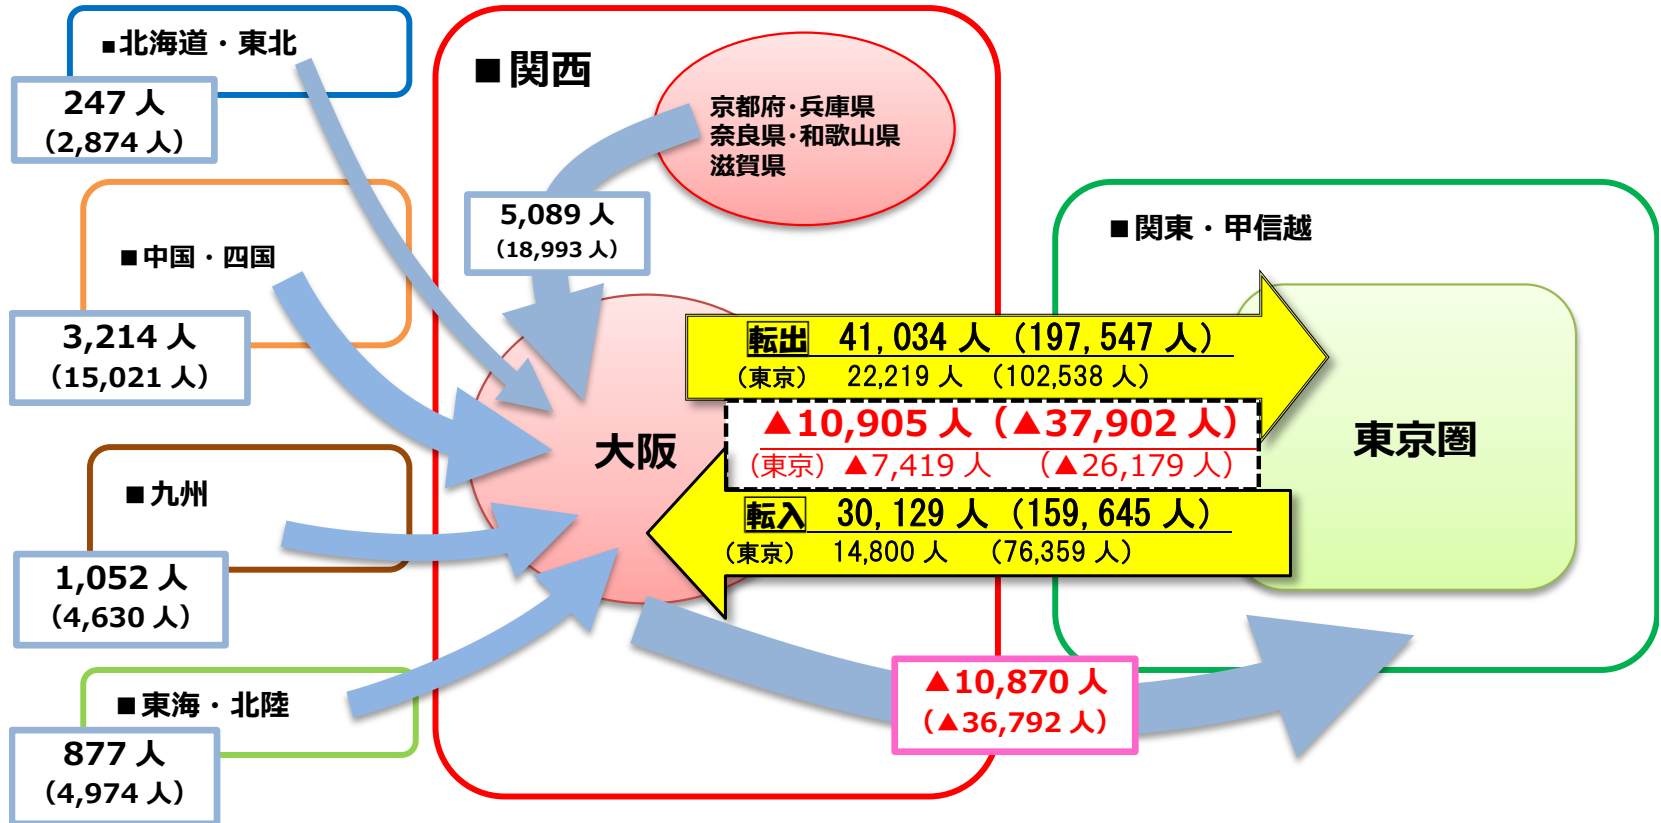 ■北海道・東北
247 人
（2,874 人）
■中国・四国
3,214 人
（15,021 人）
■九州
1,052 人
（4,630 人）
■東海・北陸
877 人
（4,974 人）
■関西
京都府・兵庫県
奈良県・和歌山県
滋賀県
5,089 人
（18,993 人）
大阪
転出 41,034 人（197,547 人）
（東京） 22,219 人 （102,538 人）
▲10,905 人（▲37,902 人）
（東京）▲7,419 人 （▲26,179 人）
転入 30,129 人（159,645 人）
（東京） 14,800 人 （76,359 人）
▲10,870 人
（▲36,792 人）
■関東・甲信越
東京圏